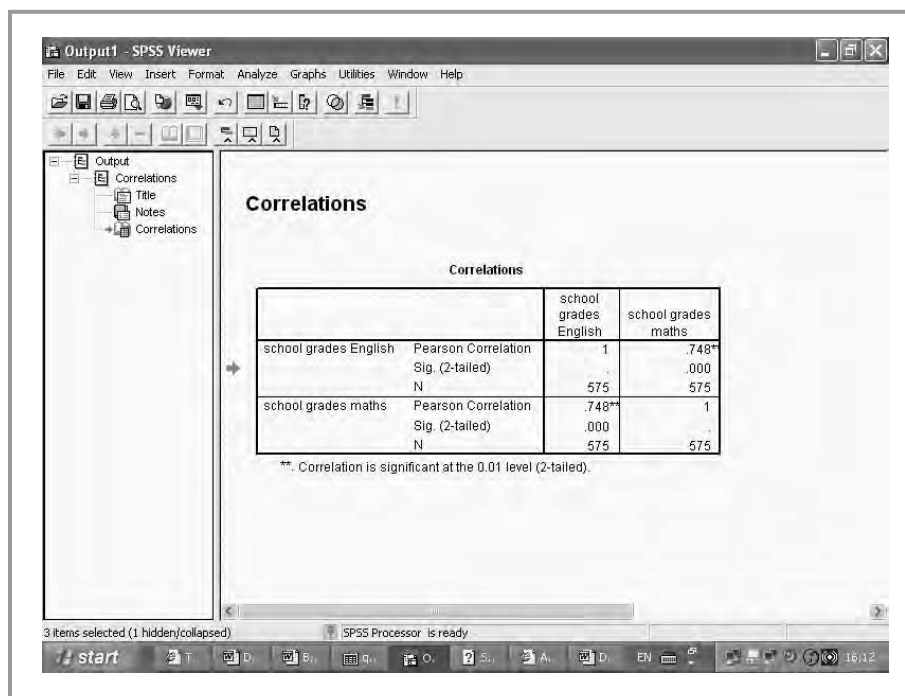 Output1 - SPSS Viewer
File Edit View Insert Format Analyze Graphs Utilities Window Help
Output
Correlations
Title
Notes
Correlations
Correlations
Correlations
school grades English
school grades maths
school grades English Pearson Correlation 1 .748**
Sig. (2-tailed) . .000
N 575 575
school grades maths Pearson Correlation .748** 1
Sig. (2-tailed) .000 .
N 575 575
**. Correlation is significant at the 0.01 level (2-tailed).
3 items selected (1 hidden/collapsed) SPSS Processor is ready
start T. D. B. q.. O. S.. A. D. EN 16:12